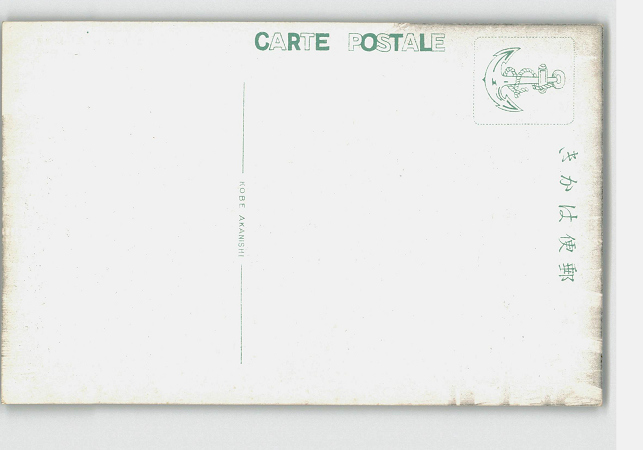 CARTE POSTALE
KOBE AKANISHI
きかは便郵